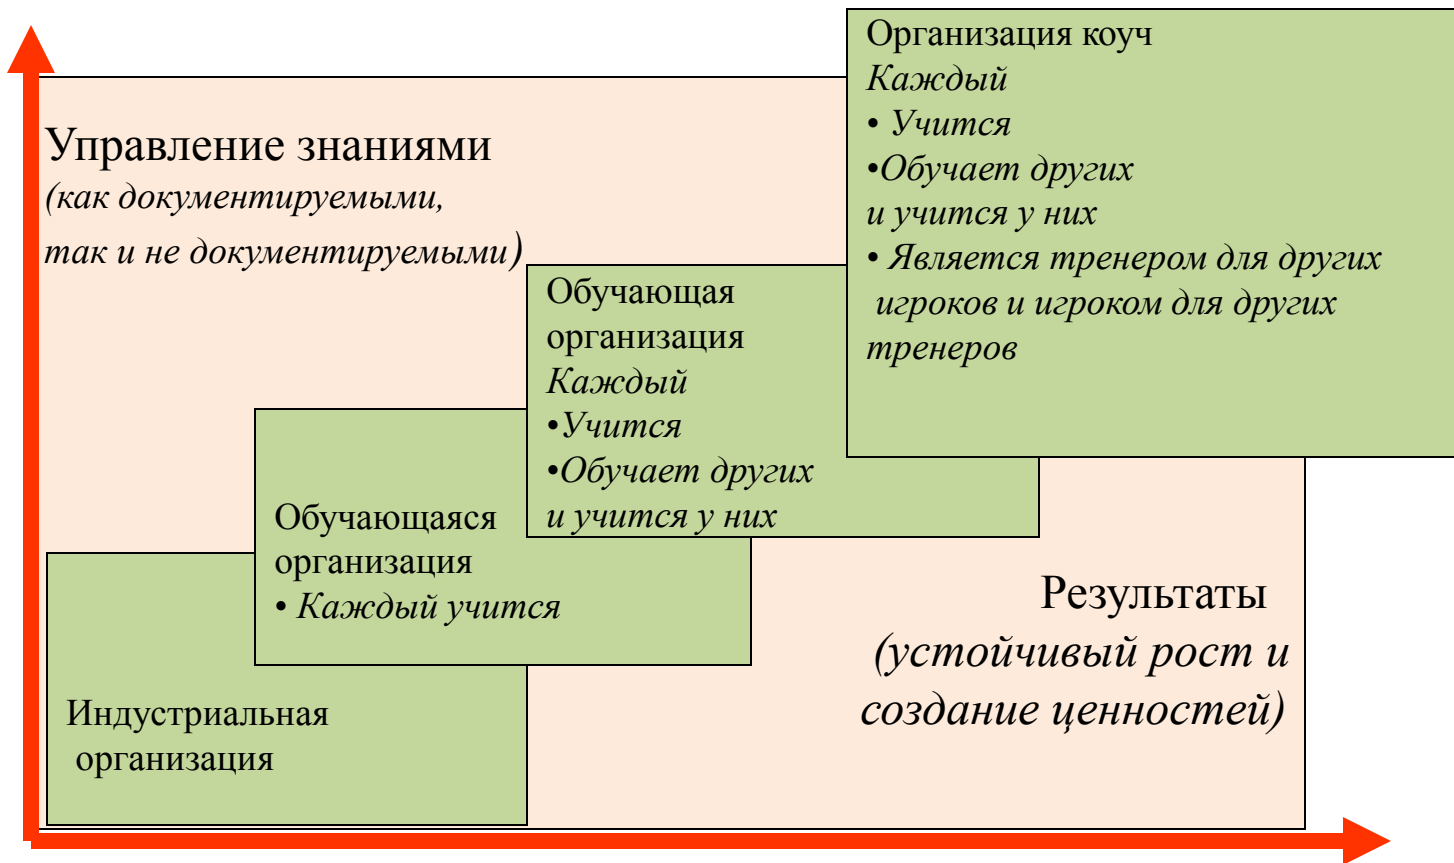 Управление знаниями
(как документируемыми,
так и не документируемыми)
Организация коуч
Каждый
• Учится
•Обучает других
и учится у них
• Является тренером для других
игроков и игроком для других
тренеров
Обучающая
организация
Каждый
•Учится
•Обучает других
и учится у них
Обучающаяся
организация
• Каждый учится
Индустриальная
организация
Результаты
(устойчивый рост и
создание ценностей)